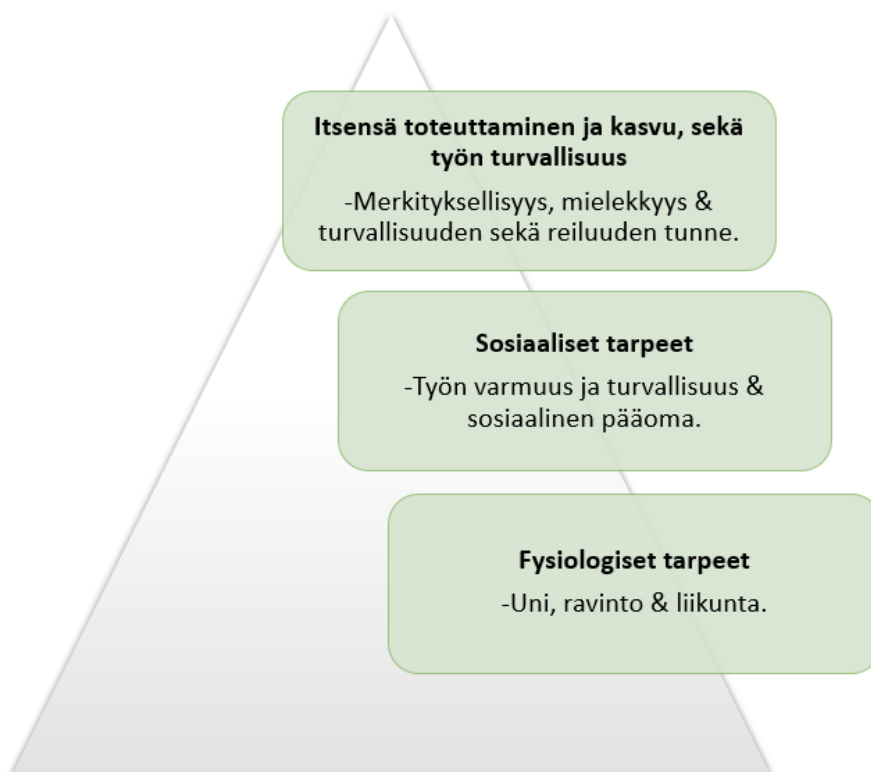 Itsensä toteuttaminen ja kasvu, sekä
työn turvallisuus
-Merkityksellisyys, mielekkyys &
turvallisuuden sekä reiluuden tunne.
Sosiaaliset tarpeet
-Työn varmuus ja turvallisuus &
sosiaalinen pääoma.
Fysiologiset tarpeet
-Uni, ravinto & liikunta.